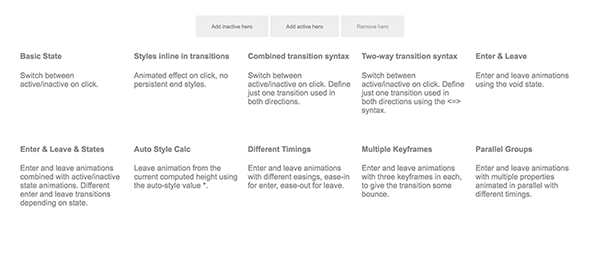 Add inactive hero
Add active hero
Remove hero
Basic State
Switch between
active/inactive on click.
Styles inline in transitions
Animated effect on click, no
persistent end styles.
Combined transition syntax
Switch between
active/inactive on click. Define
just one transition used in
both directions.
Two-way transition syntax
Switch between
active/inactive on click. Define
just one transition used in
both directions using the <=>
syntax.
Enter & Leave
Enter and leave animations
using the void state.
Enter & Leave & States
Enter and leave animations
combined with active/inactive
state animations. Different
enter and leave transitions
depending on state.
Auto Style Calc
Leave animation from the
current computed height using
the auto-style value *.
Different Timings
Enter and leave animations
with different easings, ease-in
for enter, ease-out for leave.
Multiple Keyframes
Enter and leave animations
with three keyframes in each,
to give the transition some
bounce.
Parallel Groups
Enter and leave animations
with multiple properties
animated in parallel with
different timings.